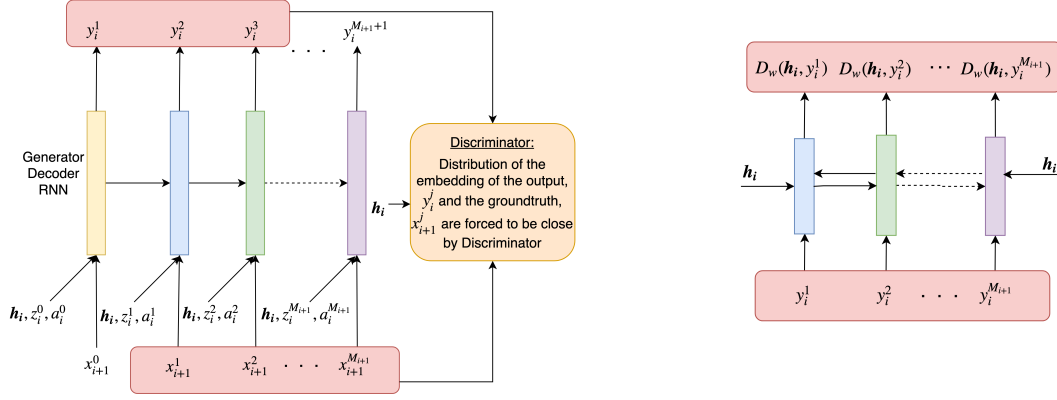 y_i^1 y_i^2 y_i^3 . . . y_i^{M_{i+1}+1}
Generator
Decoder
RNN
Discriminator:
Distribution of the
embedding of the output,
y_i^j and the groundtruth,
x_{i+1}^j are forced to be close
by Discriminator
h_i
h_i, z_i^0, a_i^0 h_i, z_i^1, a_i^1 h_i, z_i^2, a_i^2 h_i, z_i^{M_{i+1}}, a_i^{M_{i+1}}
x_{i+1}^0 x_{i+1}^1 x_{i+1}^2 . . . x_{i+1}^{M_{i+1}}
D_w(h_i, y_i^1) D_w(h_i, y_i^2) ... D_w(h_i, y_i^{M_{i+1}})
h_i h_i
y_i^1 y_i^2 . . . y_i^{M_{i+1}}